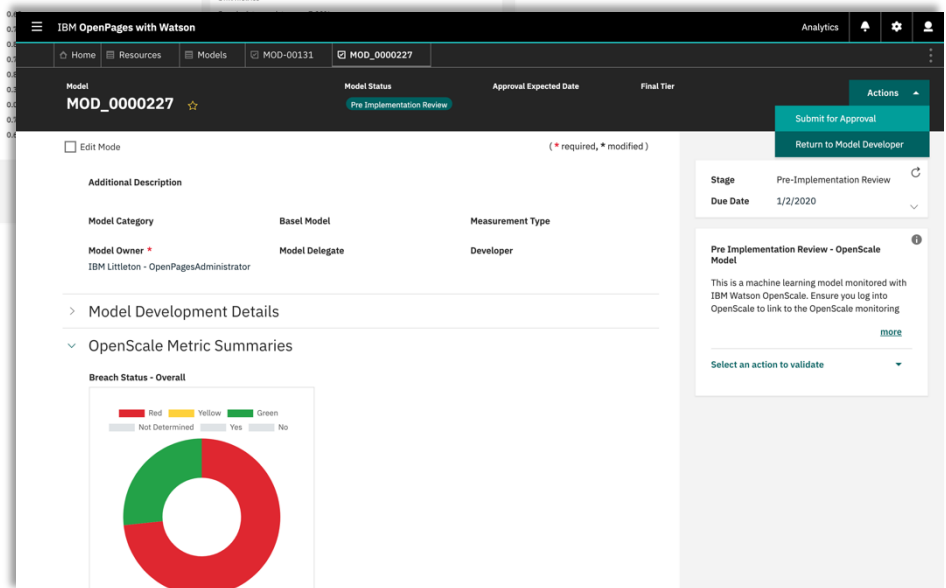 IBM OpenPages with Watson
Analytics
Home
Resources
Models
MOD-00131
MOD_0000227
Model
MOD_0000227
Model Status
Pre Implementation Review
Approval Expected Date
Final Tier
Actions
Submit for Approval
Return to Model Developer
Edit Mode
( * required, * modified )
Additional Description
Model Category
Basel Model
Measurement Type
Model Owner *
IBM Littleton - OpenPagesAdministrator
Model Delegate
Developer
Model Development Details
OpenScale Metric Summaries
Breach Status - Overall
Red
Yellow
Green
Not Determined
Yes
No
Stage
Pre-Implementation Review
Due Date
1/2/2020
Pre Implementation Review - OpenScale
Model
This is a machine learning model monitored with
IBM Watson OpenScale. Ensure you log into
OpenScale to link to the OpenScale monitoring
more
Select an action to validate